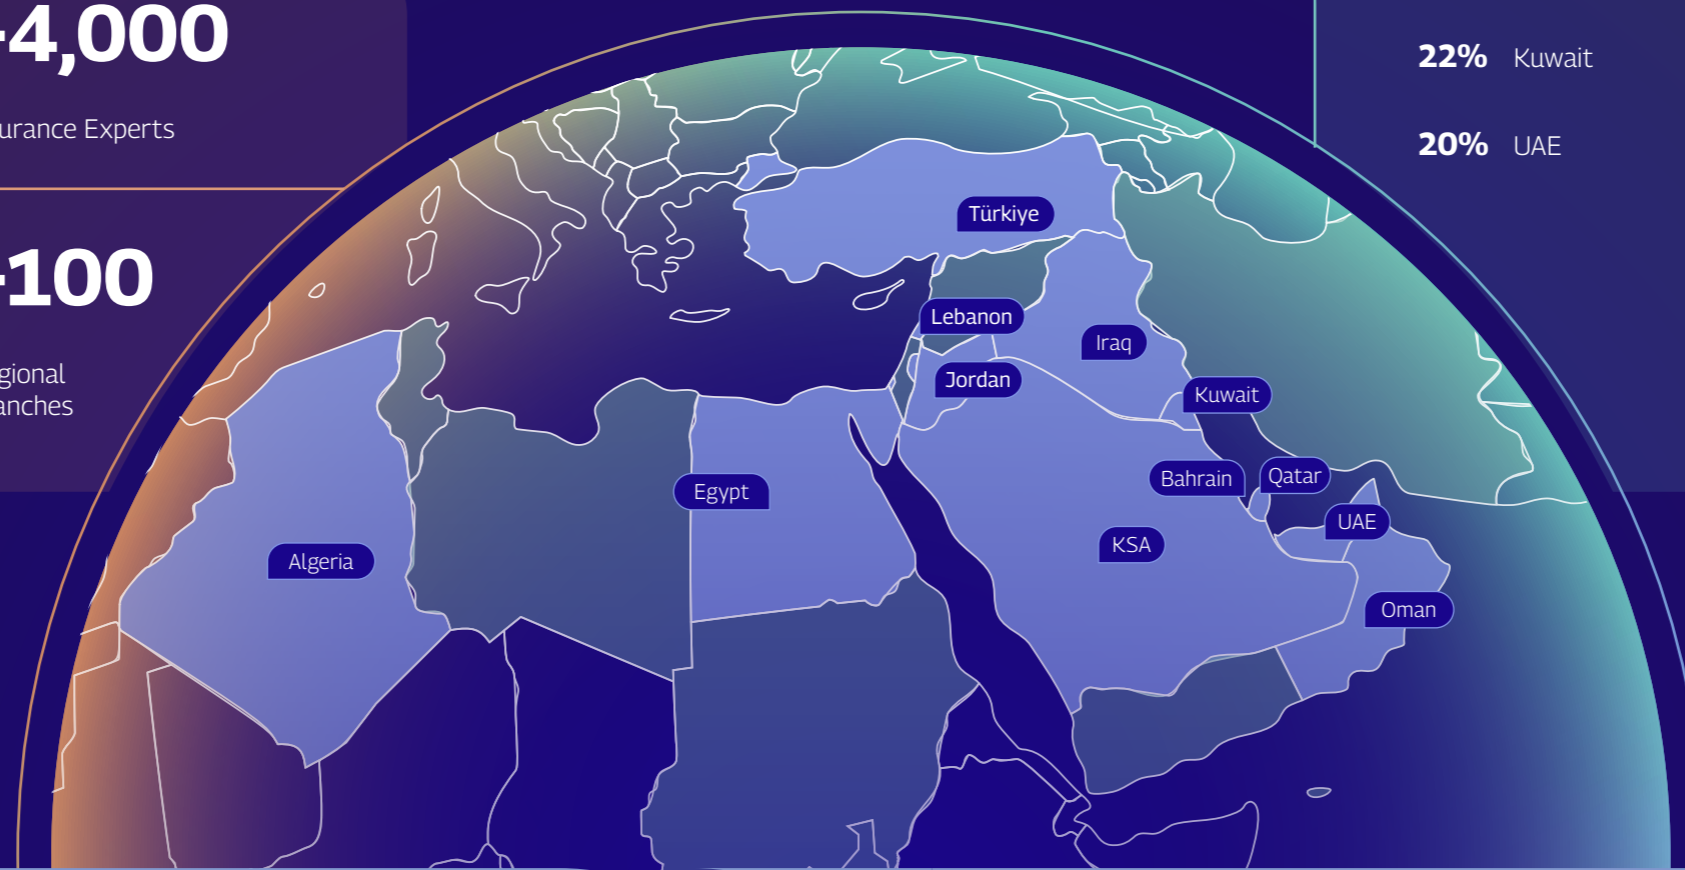 4,000
urance Experts
100
gional
anches
22% Kuwait
20% UAE
Türkiye
Lebanon
Iraq
Jordan
Kuwait
Bahrain
Qatar
Egypt
UAE
KSA
Algeria
Oman